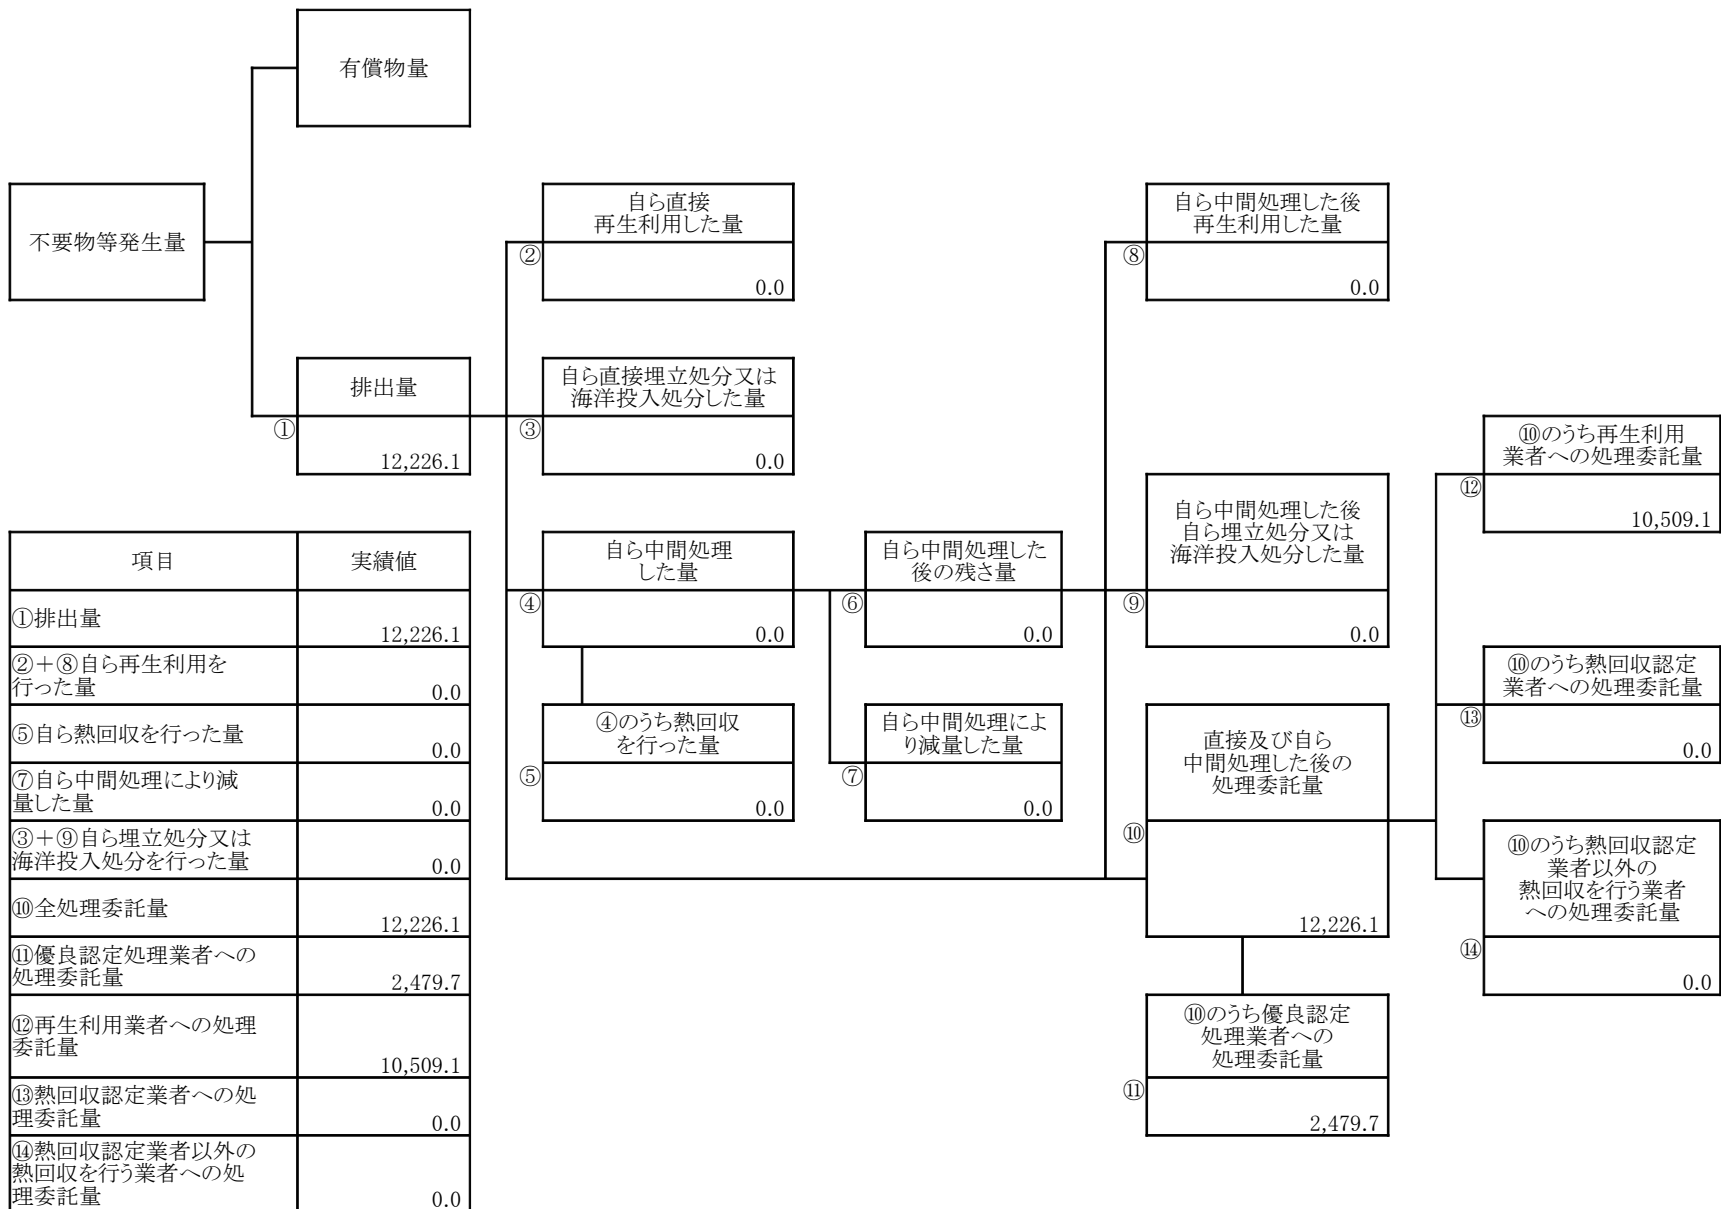 有償物量
不要物等発生量
自ら直接
再生利用した量
②
0.0
自ら中間処理した後
再生利用した量
⑧
0.0
排出量
①
12,226.1
自ら直接埋立処分又は
海洋投入処分した量
③
0.0
⑩のうち再生利用
業者への処理委託量
⑫
10,509.1
自ら中間処理
した量
④
0.0
自ら中間処理した
後の残さ量
⑥
0.0
自ら中間処理した後
自ら埋立処分又は
海洋投入処分した量
⑨
0.0
⑩のうち熱回収認定
業者への処理委託量
⑬
0.0
④のうち熱回収
を行った量
⑤
0.0
自ら中間処理によ
り減量した量
⑦
0.0
直接及び自ら
中間処理した後の
処理委託量
⑩
12,226.1
⑩のうち熱回収認定
業者以外の
熱回収を行う業者
への処理委託量
⑭
0.0
⑩のうち優良認定
処理業者への
処理委託量
⑪
2,479.7
項目 実績値
①排出量
12,226.1
②+⑧自ら再生利用を
行った量 0.0
⑤自ら熱回収を行った量
0.0
⑦自ら中間処理により減
量した量 0.0
③+⑨自ら埋立処分又は
海洋投入処分を行った量 0.0
⑩全処理委託量
12,226.1
⑪優良認定処理業者への
処理委託量 2,479.7
⑫再生利用業者への処理
委託量
10,509.1
⑬熱回収認定業者への処
理委託量 0.0
⑭熱回収認定業者以外の
熱回収を行う業者への処
理委託量 0.0